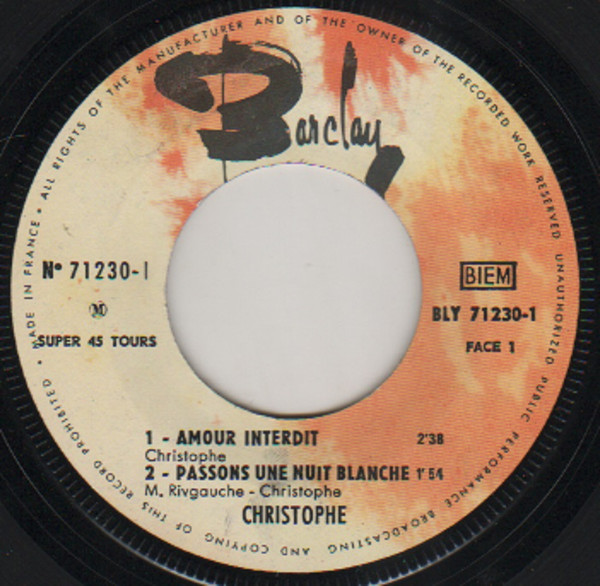 Barclay
ALL RIGHTS OF THE MANUFACTURER AND OF THE OWNER OF THE RECORDED WORK RESERVED UNAUTHORIZED PUBLIC PERFORMANCE BROADCASTING AND COPYING OF THIS RECORD PROHIBITED • MADE IN FRANCE •
N° 71230-1
M
SUPER 45 TOURS
BIEM
BLY 71230-1
FACE 1
1 - AMOUR INTERDIT 2'38
Christophe
2 - PASSONS UNE NUIT BLANCHE 1'54
M. Rivgauche - Christophe
CHRISTOPHE